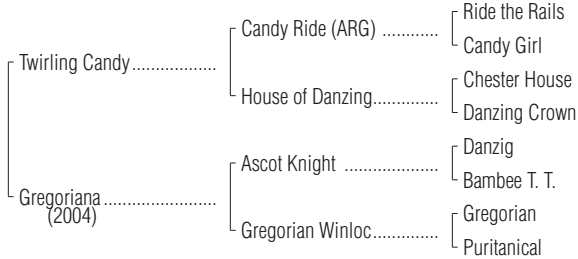 Ride the Rails
Candy Ride (ARG) ............
Candy Girl
Twirling Candy..................
Chester House
House of Danzing..............
Danzing Crown
Danzig
Ascot Knight ....................
Bambee T. T.
Gregoriana ........................
(2004)
Gregorian
Gregorian Winloc..............
Puritanical